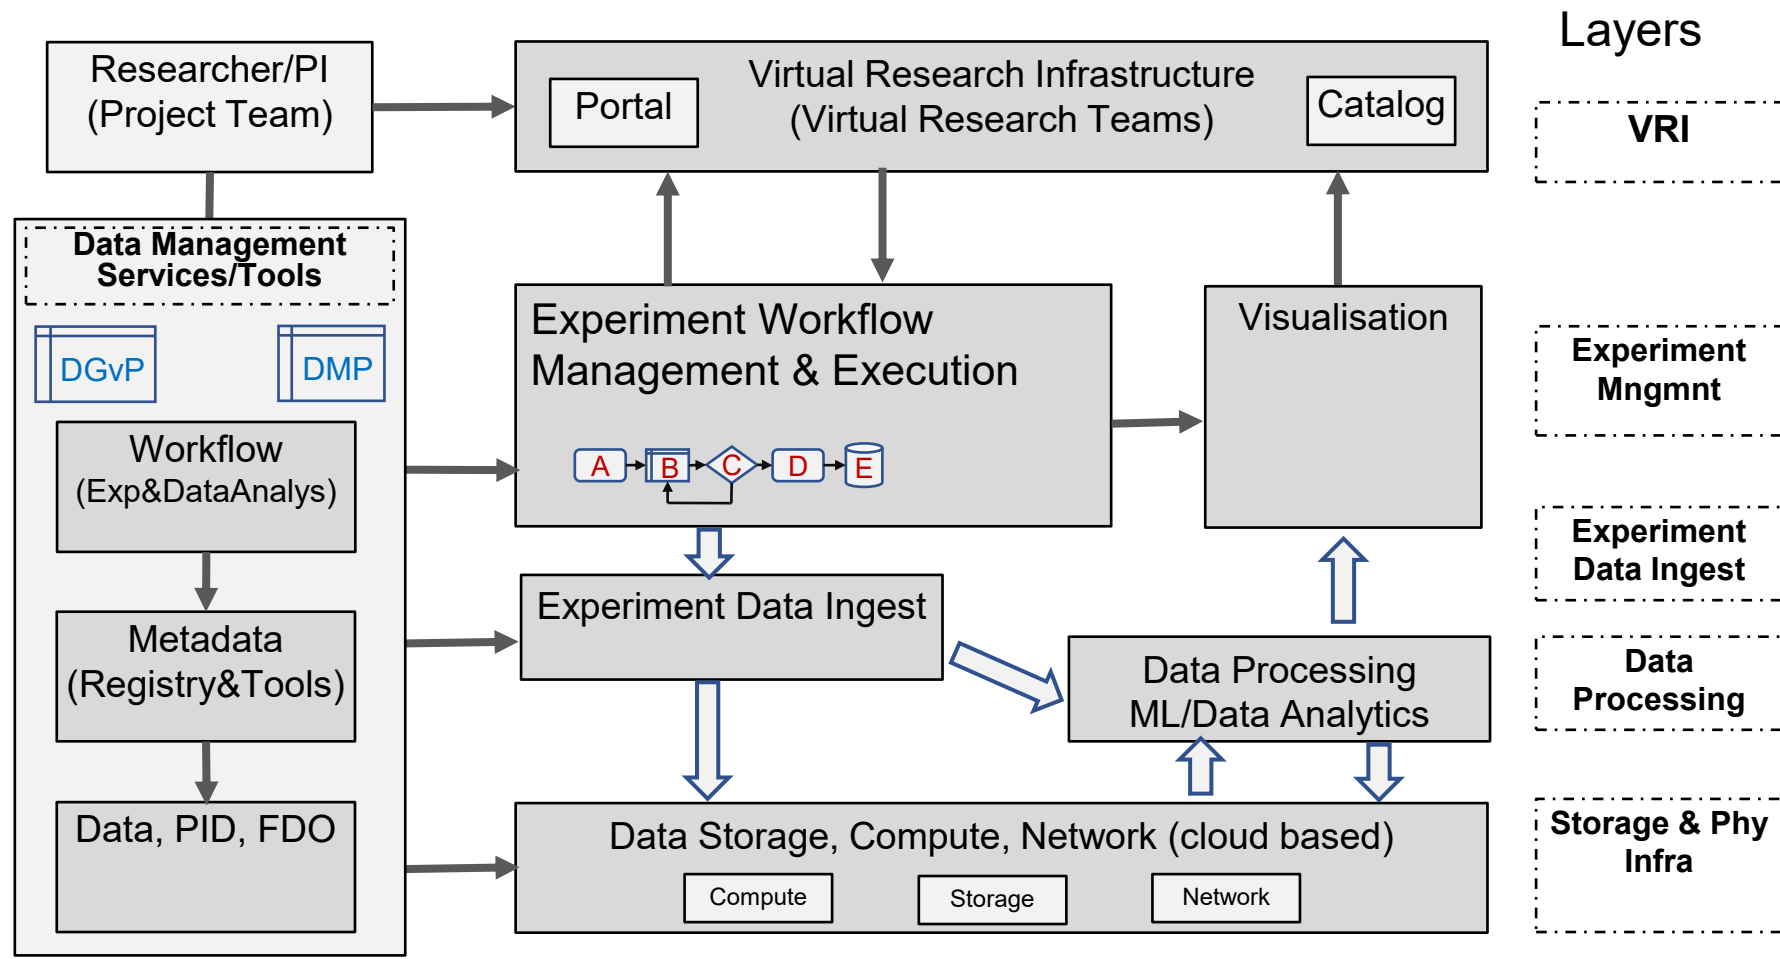 Layers
Researcher/PI
(Project Team)
Virtual Research Infrastructure
(Virtual Research Teams)
Portal
Catalog
VRI
Data Management
Services/Tools
DGvP
DMP
Workflow
(Exp&DataAnalys)
Metadata
(Registry&Tools)
Data, PID, FDO
Experiment Workflow
Management & Execution
A
B
C
D
E
Visualisation
Experiment
Mngmnt
Experiment Data Ingest
Experiment
Data Ingest
Data Processing
ML/Data Analytics
Data
Processing
Data Storage, Compute, Network (cloud based)
Compute
Storage
Network
Storage & Phy
Infra